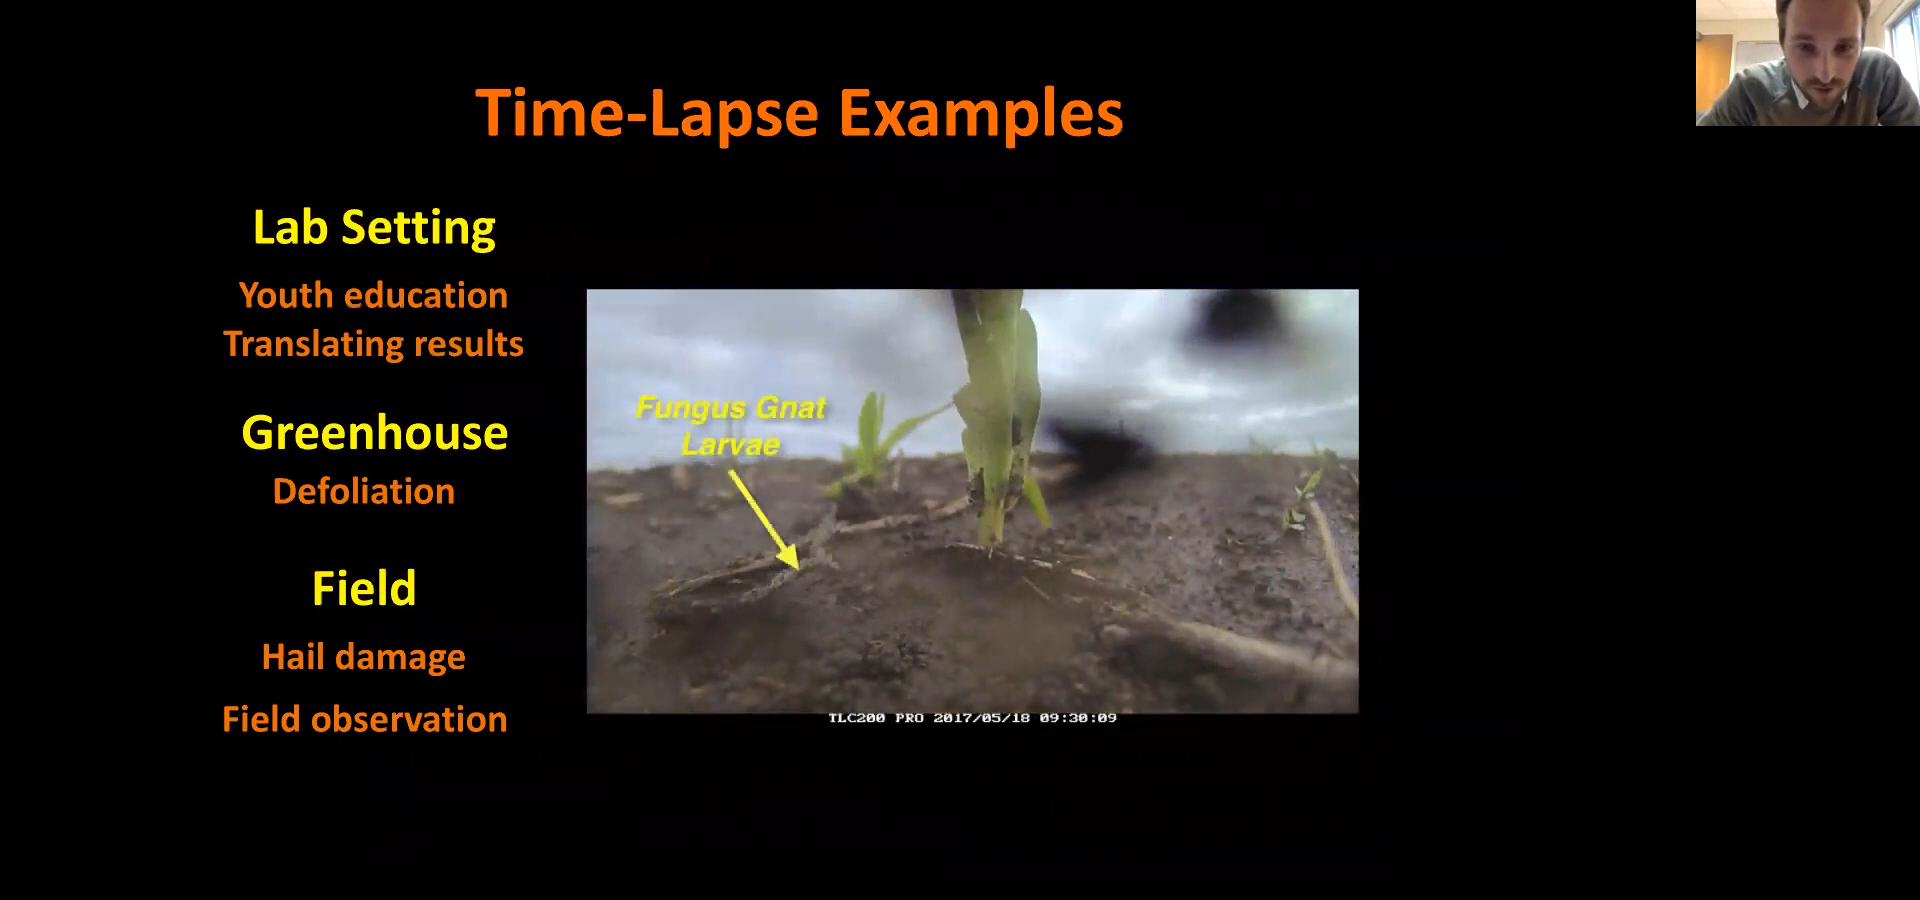 Time-Lapse Examples
Lab Setting
Youth education
Translating results
Greenhouse
Defoliation
Field
Hail damage
Field observation
Fungus Gnat
Larvae
TLC200 PRO 2017/05/18 09:30:09